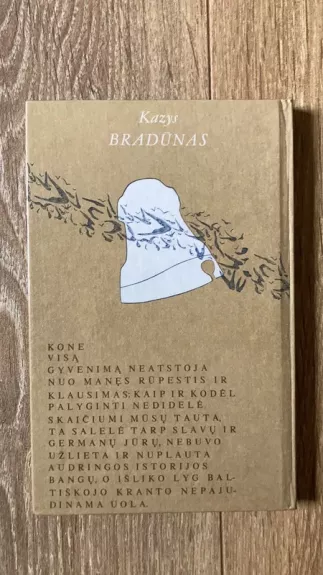 Kazys
BRADŪNAS
KONE
VISĄ
GYVENIMĄ NEATSTOJA
NUO MANĘS RŪPESTIS IR
KLAUSIMAS: KAIP IR KODĖL
PALYGINTI NEDIDELĖ
SKAIČIUMI MŪSŲ TAUTA,
TA SALELĖ TARP SLAVŲ IR
GERMANŲ JŪRŲ, NEBUVO
UŽLIETA IR NUPLAUTA
AUDRINGOS ISTORIJOS
BANGŲ, O IŠLIKO LYG BAL-
TIŠKOJO KRANTO NEPAJU-
DINAMA UOLA.